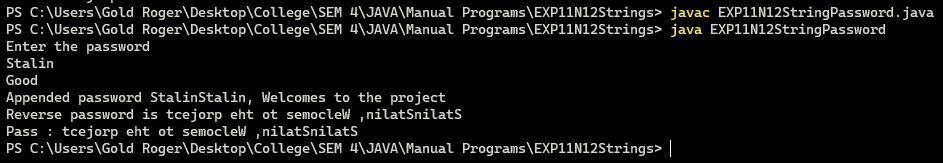 PS C:\Users\Gold Roger\Desktop\College\SEM 4\JAVA\Manual Programs\EXP11N12Strings> javac EXP11N12StringPassword.java
PS C:\Users\Gold Roger\Desktop\College\SEM 4\JAVA\Manual Programs\EXP11N12Strings> java EXP11N12StringPassword
Enter the password
Stalin
Good
Appended password StalinStalin, Welcomes to the project
Reverse password is tcejorp eht ot semocleW ,nilatSnilatS
Pass : tcejorp eht ot semocleW ,nilatSnilatS
PS C:\Users\Gold Roger\Desktop\College\SEM 4\JAVA\Manual Programs\EXP11N12Strings>